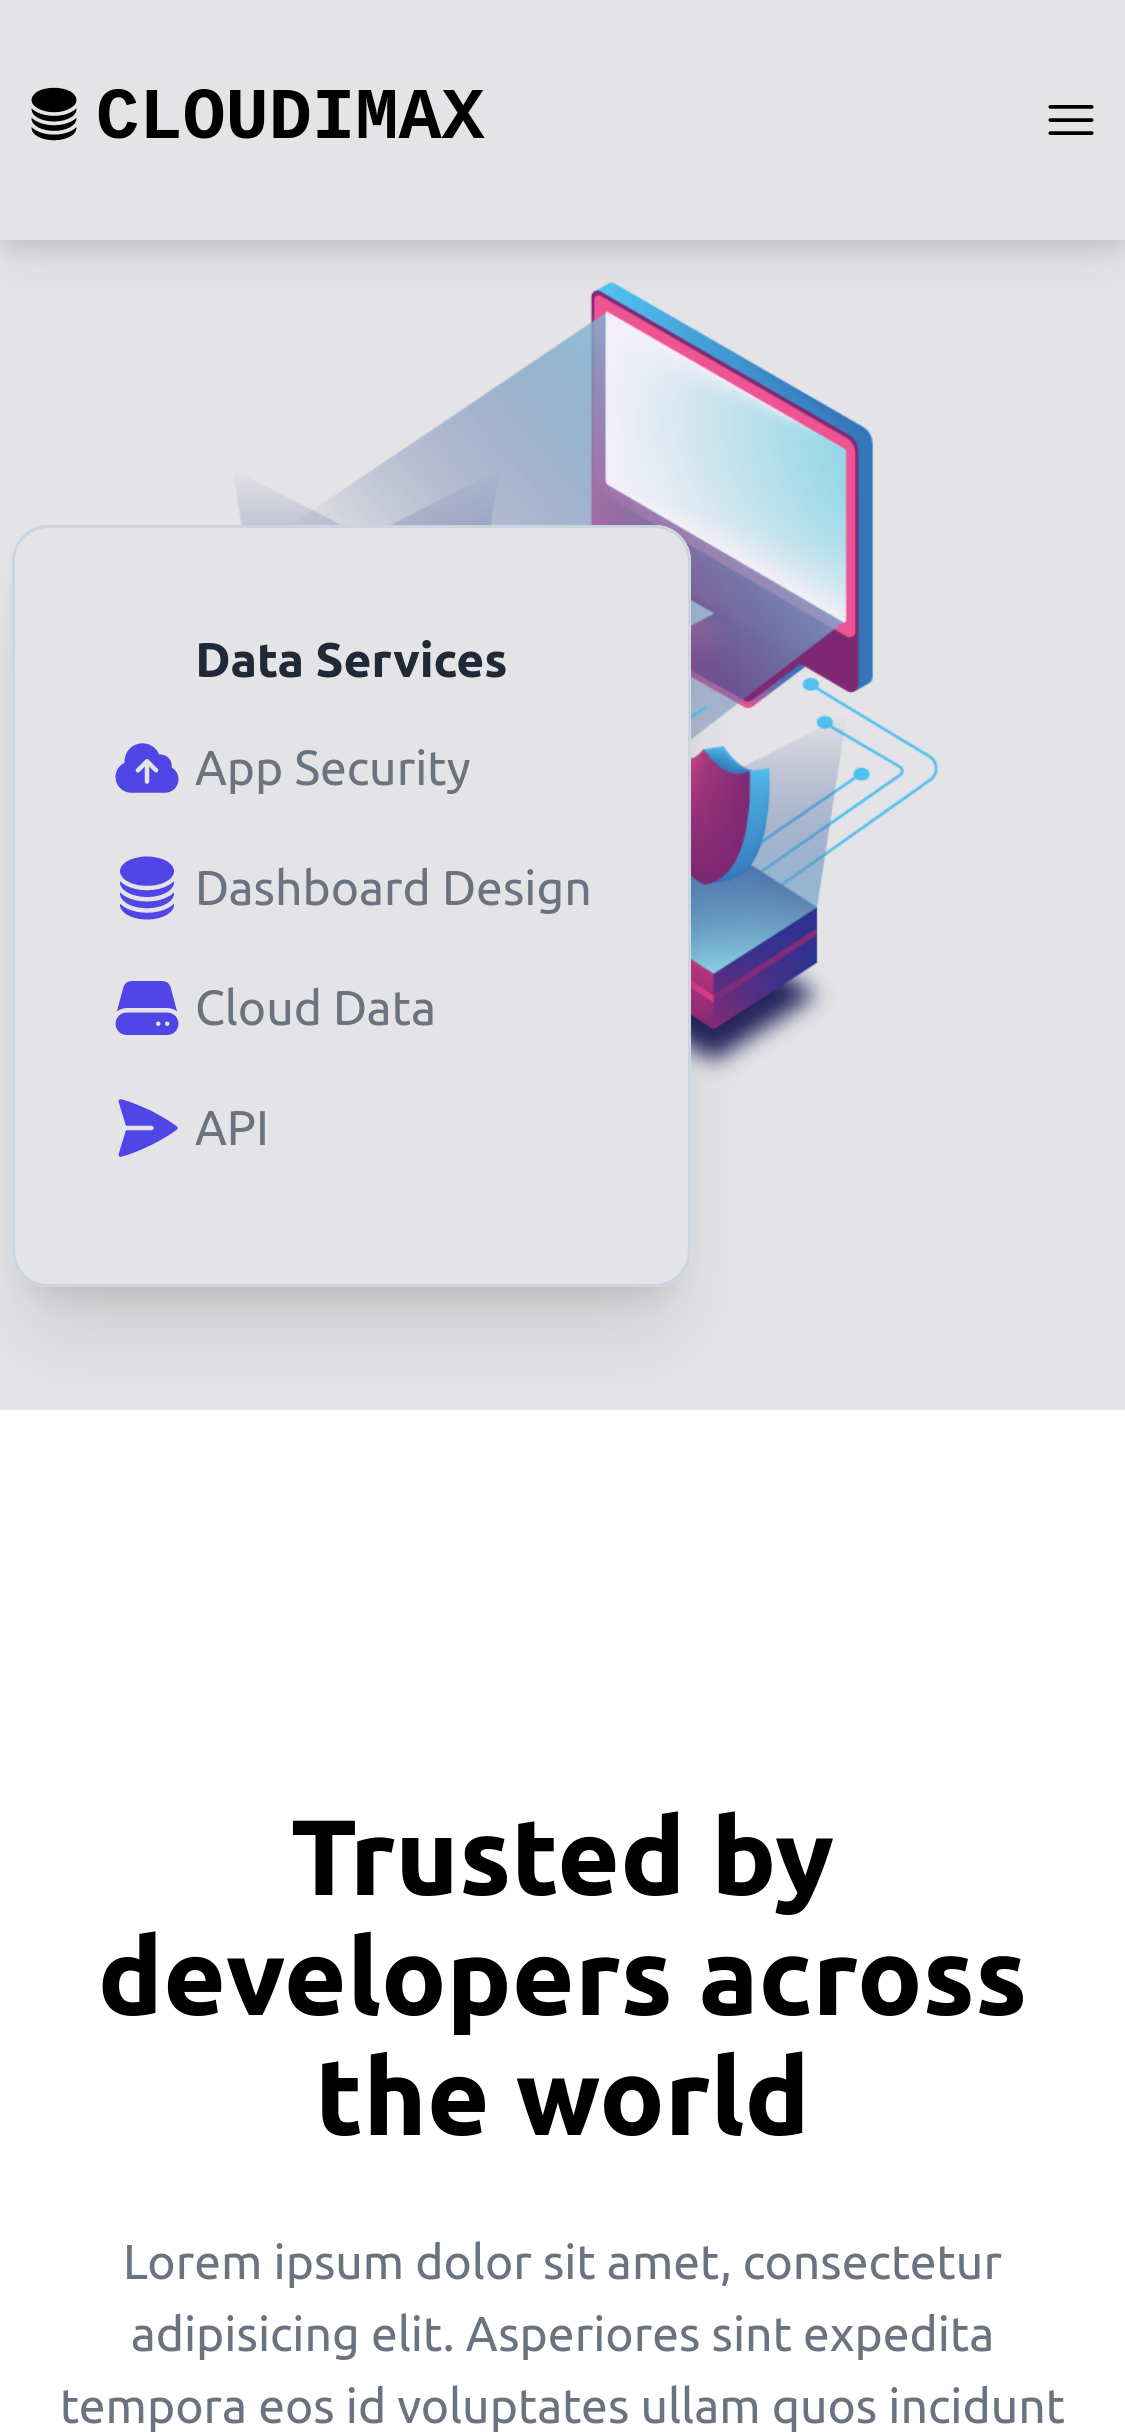 CLOUDIMAX
Data Services
App Security
Dashboard Design
Cloud Data
API
Trusted by
developers across
the world
Lorem ipsum dolor sit amet, consectetur
adipisicing elit. Asperiores sint expedita
tempora eos id voluptates ullam quos incidunt